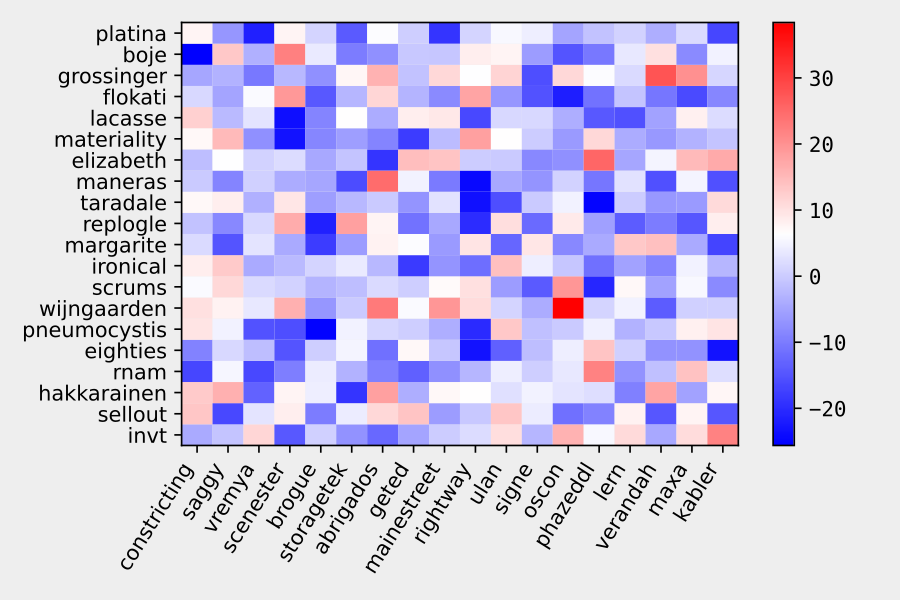 platina
boje
grossinger
flokati
lacasse
materiality
elizabeth
maneras
taradale
replogle
margarite
ironical
scrums
wijngaarden
pneumocystis
eighties
rnam
hakkarainen
sellout
invt
constricting
saggy
vremya
scenester
brogue
storagetek
abrigados
geted
mainestreet
rightway
ulan
signe
oscon
phazeddl
lern
verandah
maxa
kabler
30
20
10
0
−10
−20